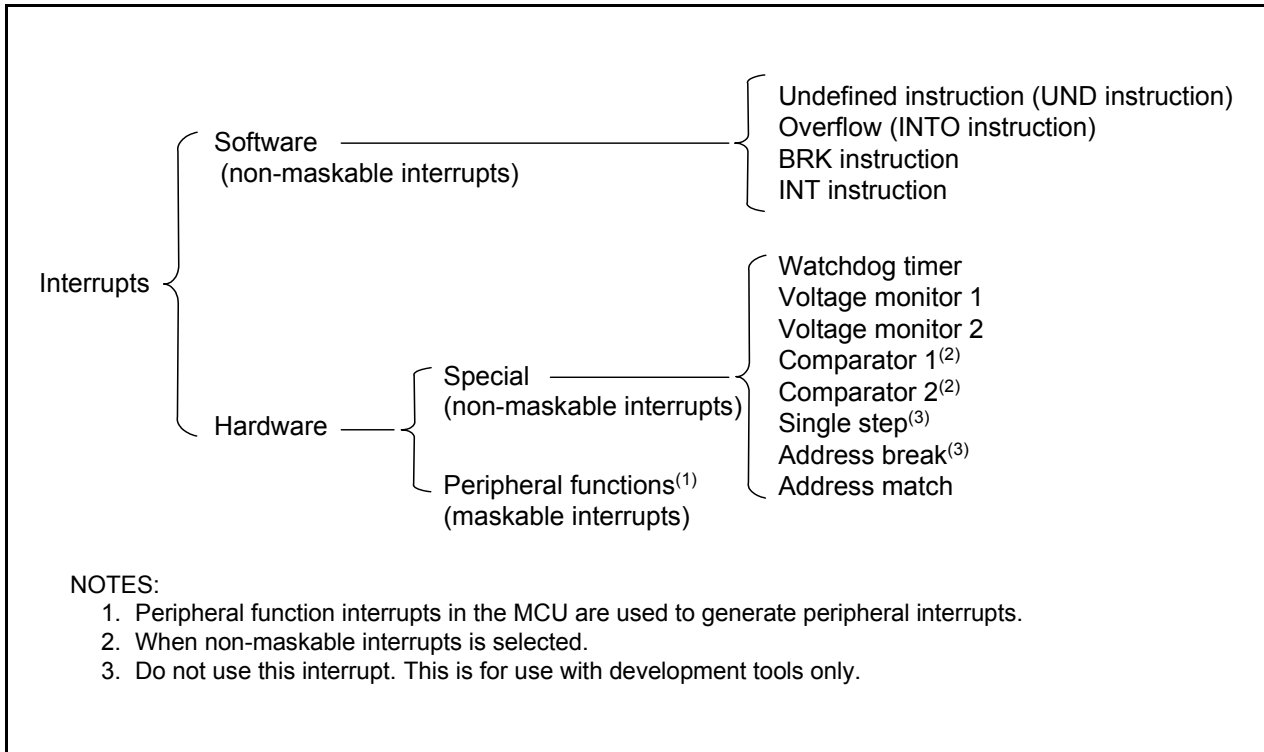 Interrupts
Software
(non-maskable interrupts)
Undefined instruction (UND instruction)
Overflow (INTO instruction)
BRK instruction
INT instruction
Hardware
Special
(non-maskable interrupts)
Watchdog timer
Voltage monitor 1
Voltage monitor 2
Comparator 1(2)
Comparator 2(2)
Single step(3)
Address break(3)
Address match
Peripheral functions(1)
(maskable interrupts)
NOTES:
1. Peripheral function interrupts in the MCU are used to generate peripheral interrupts.
2. When non-maskable interrupts is selected.
3. Do not use this interrupt. This is for use with development tools only.